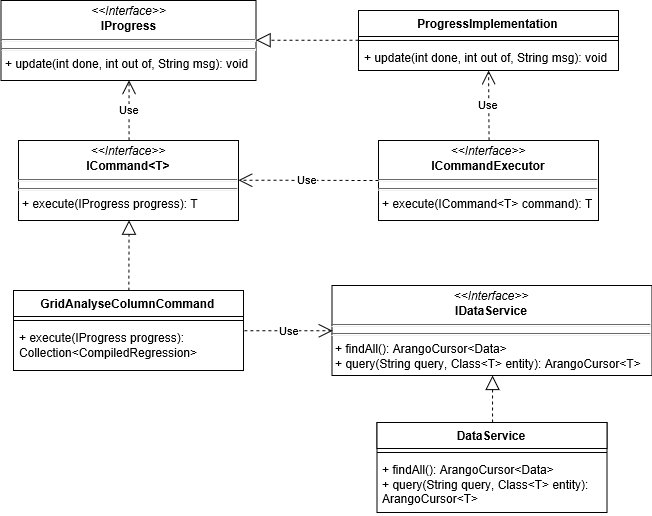 <<Interface>>
IProgress
+ update(int done, int out of, String msg): void
ProgressImplementation
+ update(int done, int out of, String msg): void
Use
Use
<<Interface>>
ICommand<T>
+ execute(IProgress progress): T
Use
<<Interface>>
ICommandExecutor
+ execute(ICommand<T> command): T
GridAnalyseColumnCommand
+ execute(IProgress progress):
Collection<CompiledRegression>
Use
<<Interface>>
IDataService
+ findAll(): ArangoCursor<Data>
+ query(String query, Class<T> entity): ArangoCursor<T>
DataService
+ findAll(): ArangoCursor<Data>
+ query(String query, Class<T> entity):
ArangoCursor<T>